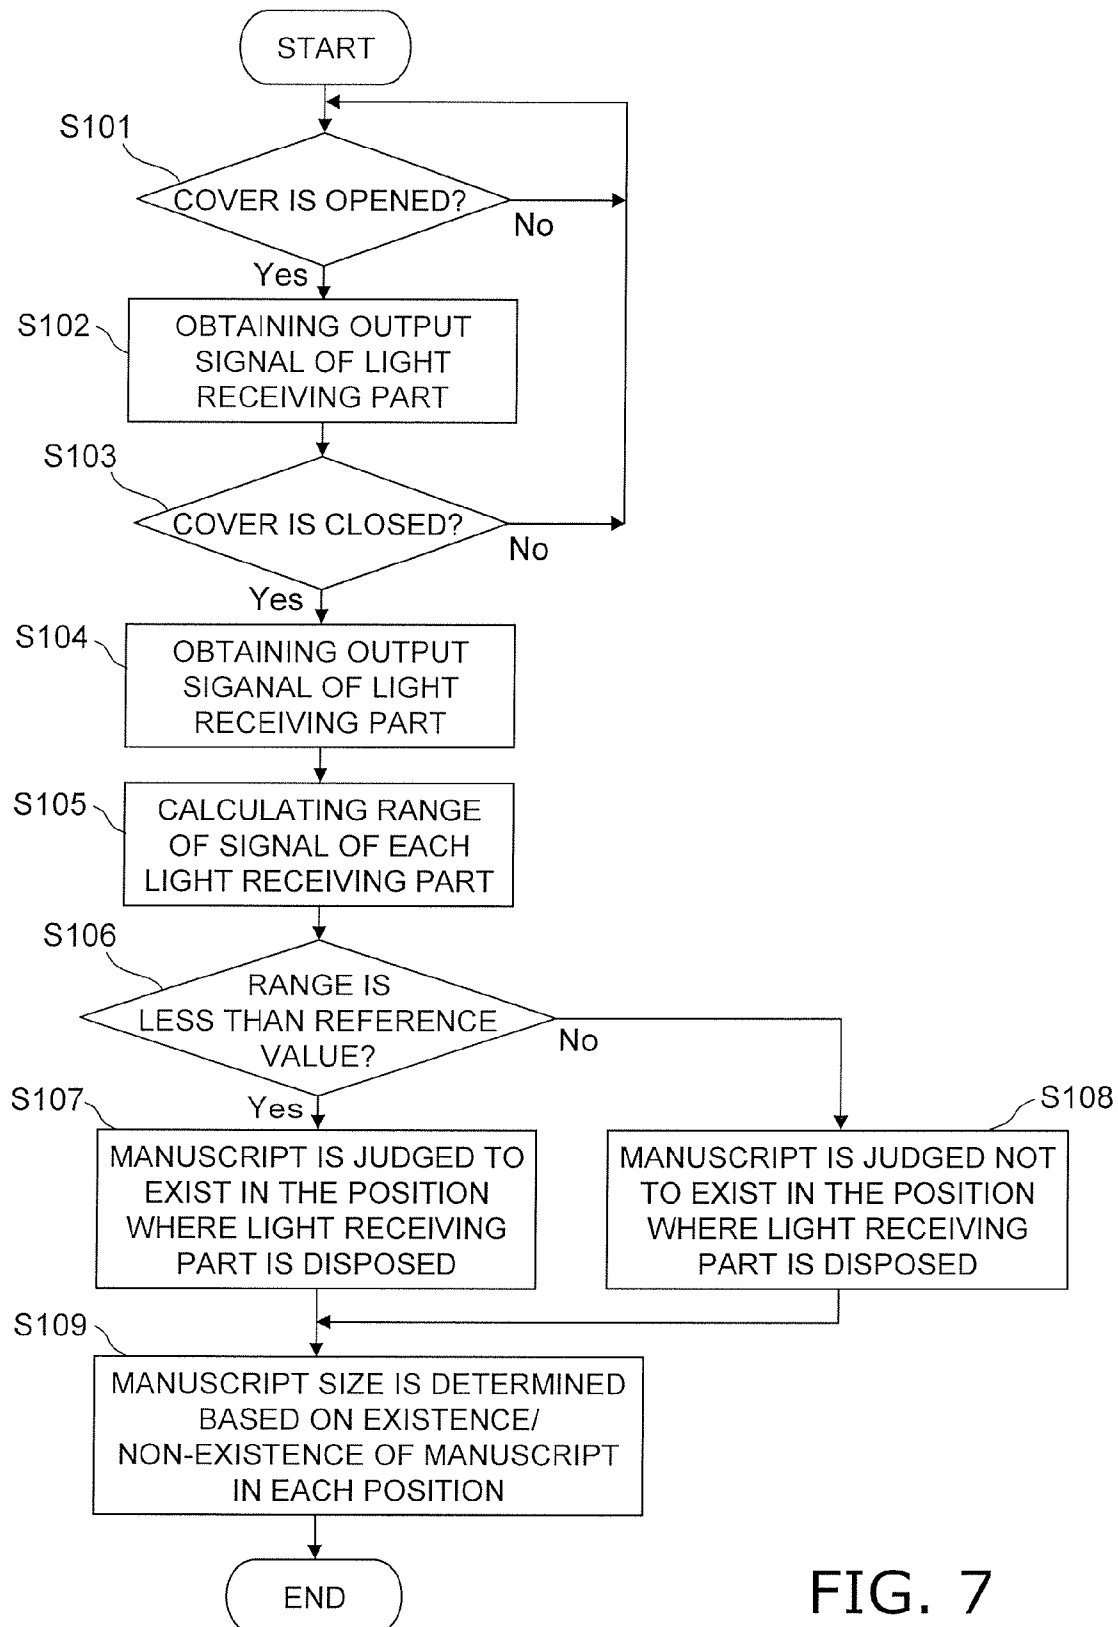 START
S101
COVER IS OPENED?
No
Yes
S102
OBTAINING OUTPUT
SIGNAL OF LIGHT
RECEIVING PART
S103
COVER IS CLOSED?
No
Yes
S104
OBTAINING OUTPUT
SIGANAL OF LIGHT
RECEIVING PART
S105
CALCULATING RANGE
OF SIGNAL OF EACH
LIGHT RECEIVING PART
S106
RANGE IS
LESS THAN REFERENCE
VALUE?
No
Yes
S107
MANUSCRIPT IS JUDGED TO
EXIST IN THE POSITION
WHERE LIGHT RECEIVING
PART IS DISPOSED
S108
MANUSCRIPT IS JUDGED NOT
TO EXIST IN THE POSITION
WHERE LIGHT RECEIVING
PART IS DISPOSED
S109
MANUSCRIPT SIZE IS DETERMINED
BASED ON EXISTENCE/
NON-EXISTENCE OF MANUSCRIPT
IN EACH POSITION
END
FIG. 7